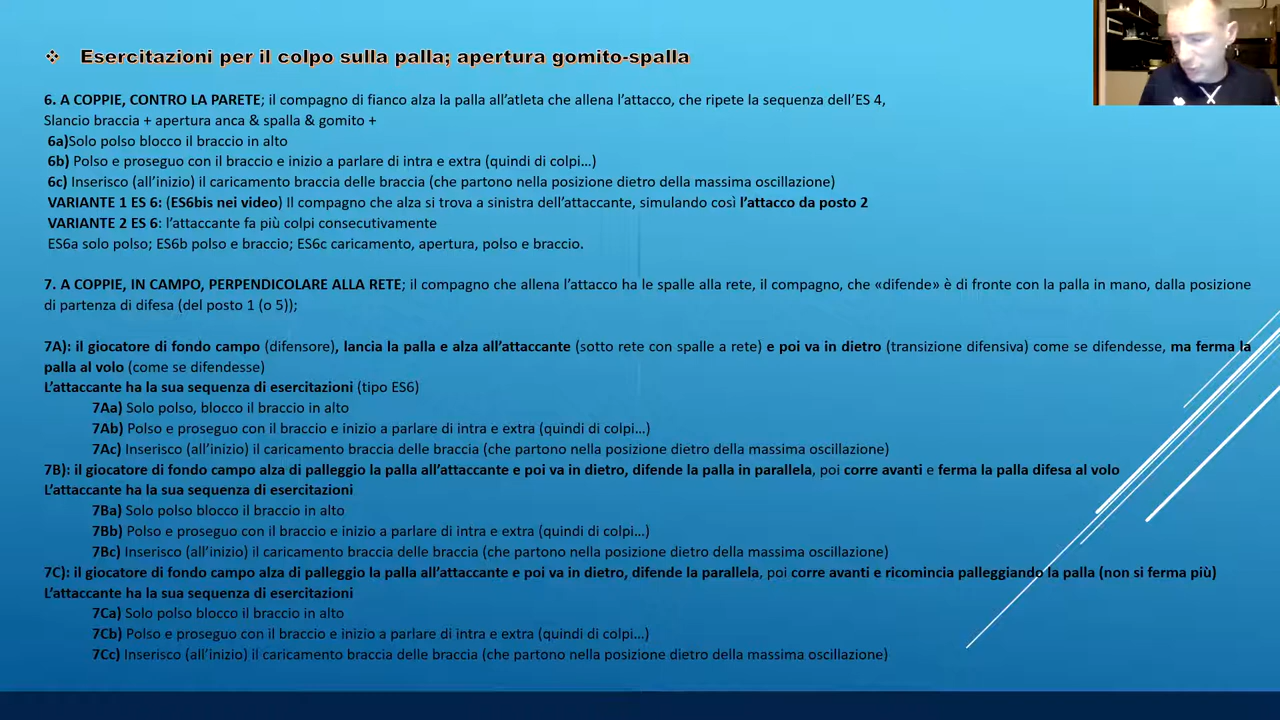 ❖ Esercitazioni per il colpo sulla palla; apertura gomito-spalla
6. A COPPIE, CONTRO LA PARETE; il compagno di fianco alza la palla all'atleta che allena l'attacco, che ripete la sequenza dell'ES 4,
Slancio braccia + apertura anca & spalla & gomito +
6a)Solo polso blocco il braccio in alto
6b) Polso e proseguo con il braccio e inizio a parlare di intra e extra (quindi di colpi…)
6c) Inserisco (all'inizio) il caricamento braccia delle braccia (che partono nella posizione dietro della massima oscillazione)
VARIANTE 1 ES 6: (ES6bis nei video) Il compagno che alza si trova a sinistra dell'attaccante, simulando così l'attacco da posto 2
VARIANTE 2 ES 6: l'attaccante fa più colpi consecutivamente
ES6a solo polso; ES6b polso e braccio; ES6c caricamento, apertura, polso e braccio.
7. A COPPIE, IN CAMPO, PERPENDICOLARE ALLA RETE; il compagno che allena l'attacco ha le spalle alla rete, il compagno, che «difende» è di fronte con la palla in mano, dalla posizione
di partenza di difesa (del posto 1 (o 5));
7A): il giocatore di fondo campo (difensore), lancia la palla e alza all'attaccante (sotto rete con spalle a rete) e poi va in dietro (transizione difensiva) come se difendesse, ma ferma la
palla al volo (come se difendesse)
L'attaccante ha la sua sequenza di esercitazioni (tipo ES6)
7Aa) Solo polso, blocco il braccio in alto
7Ab) Polso e proseguo con il braccio e inizio a parlare di intra e extra (quindi di colpi…)
7Ac) Inserisco (all'inizio) il caricamento braccia delle braccia (che partono nella posizione dietro della massima oscillazione)
7B): il giocatore di fondo campo alza di palleggio la palla all'attaccante e poi va in dietro, difende la palla in parallela, poi corre avanti e ferma la palla difesa al volo
L'attaccante ha la sua sequenza di esercitazioni
7Ba) Solo polso blocco il braccio in alto
7Bb) Polso e proseguo con il braccio e inizio a parlare di intra e extra (quindi di colpi…)
7Bc) Inserisco (all'inizio) il caricamento braccia delle braccia (che partono nella posizione dietro della massima oscillazione)
7C): il giocatore di fondo campo alza di palleggio la palla all'attaccante e poi va in dietro, difende la parallela, poi corre avanti e ricomincia palleggiando la palla (non si ferma più)
L'attaccante ha la sua sequenza di esercitazioni
7Ca) Solo polso blocco il braccio in alto
7Cb) Polso e proseguo con il braccio e inizio a parlare di intra e extra (quindi di colpi…)
7Cc) Inserisco (all'inizio) il caricamento braccia delle braccia (che partono nella posizione dietro della massima oscillazione)